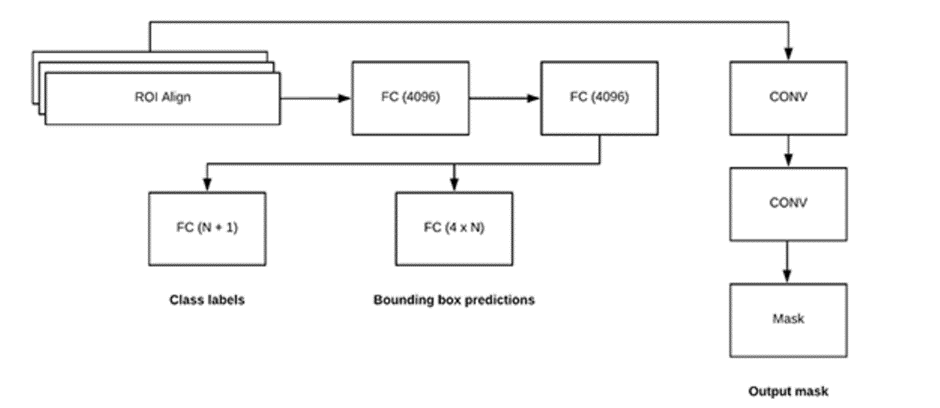 ROI Align
FC (4096)
FC (4096)
CONV
FC (N + 1)
FC (4 x N)
CONV
Class labels
Bounding box predictions
Mask
Output mask